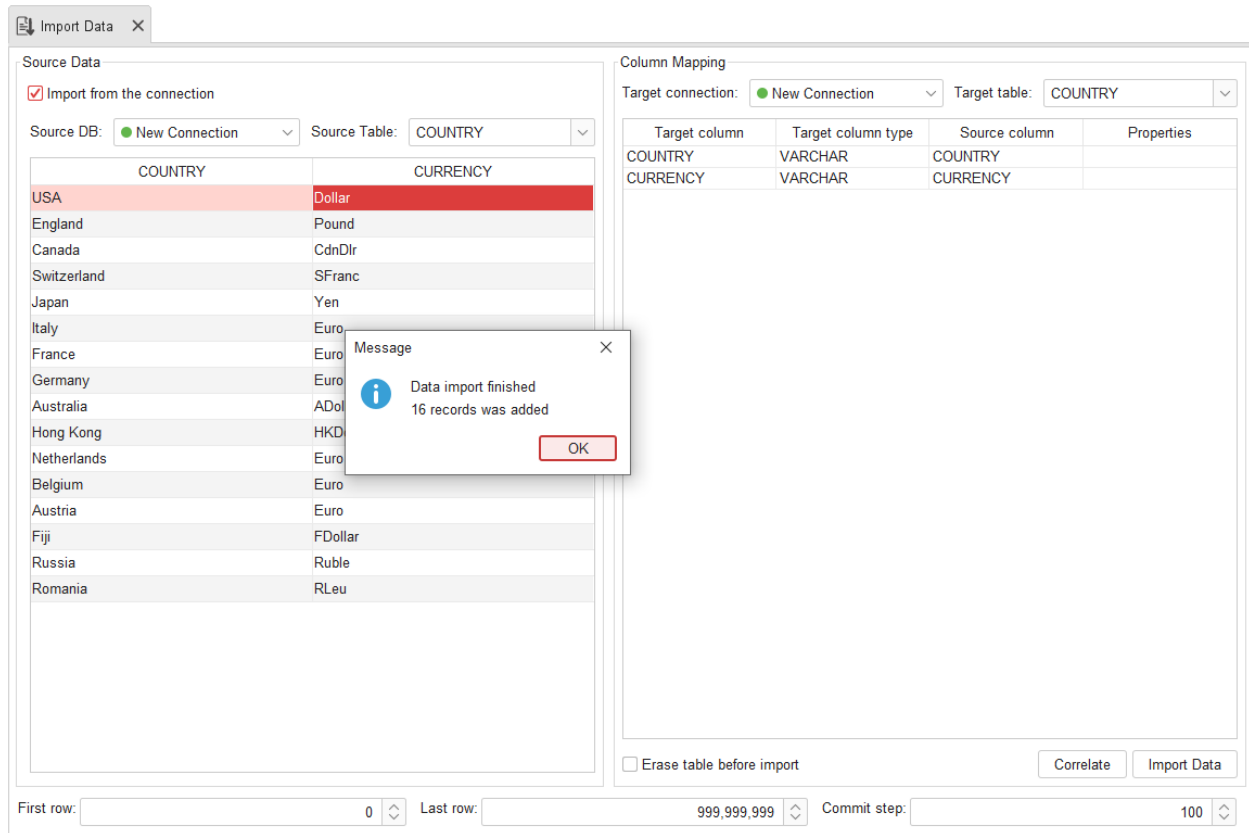 Import Data
Source Data
Import from the connection
Source DB: New Connection Source Table: COUNTRY
COUNTRY CURRENCY
USA Dollar
England Pound
Canada CdnDlr
Switzerland SFranc
Japan Yen
Italy Euro
France Euro
Germany Euro
Australia ADol
Hong Kong HKD
Netherlands Euro
Belgium Euro
Austria Euro
Fiji FDollar
Russia Ruble
Romania RLeu
Message
Data import finished
16 records was added
OK
Column Mapping
Target connection: New Connection Target table: COUNTRY
Target column Target column type Source column Properties
COUNTRY VARCHAR COUNTRY
CURRENCY VARCHAR CURRENCY
Erase table before import Correlate Import Data
First row: 0 Last row: 999,999,999 Commit step: 100